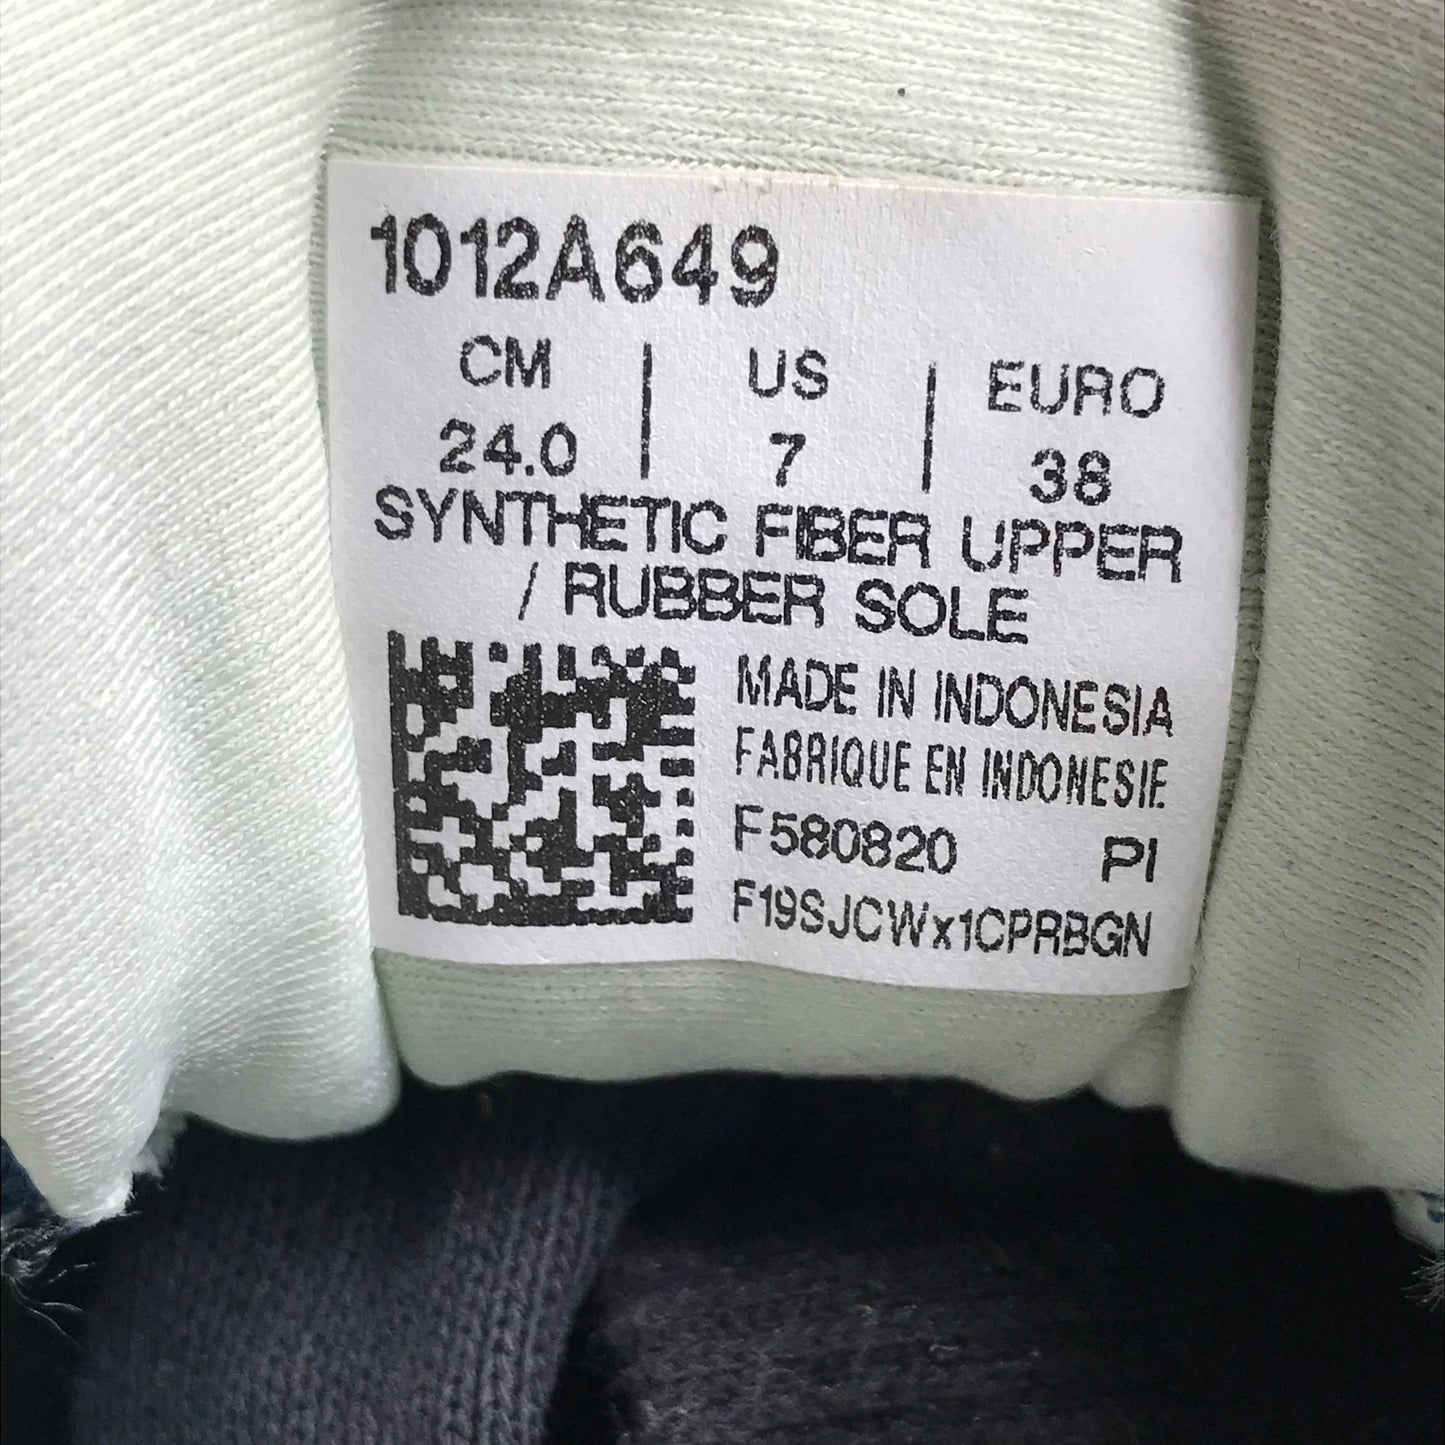 1012A649
CM | US | EURO
24.0 | 7 | 38
SYNTHETIC FIBER UPPER
/ RUBBER SOLE
MADE IN INDONESIA
FABRIQUE EN INDONESIE
F580820 PI
F19SJCWx1CPRBGN